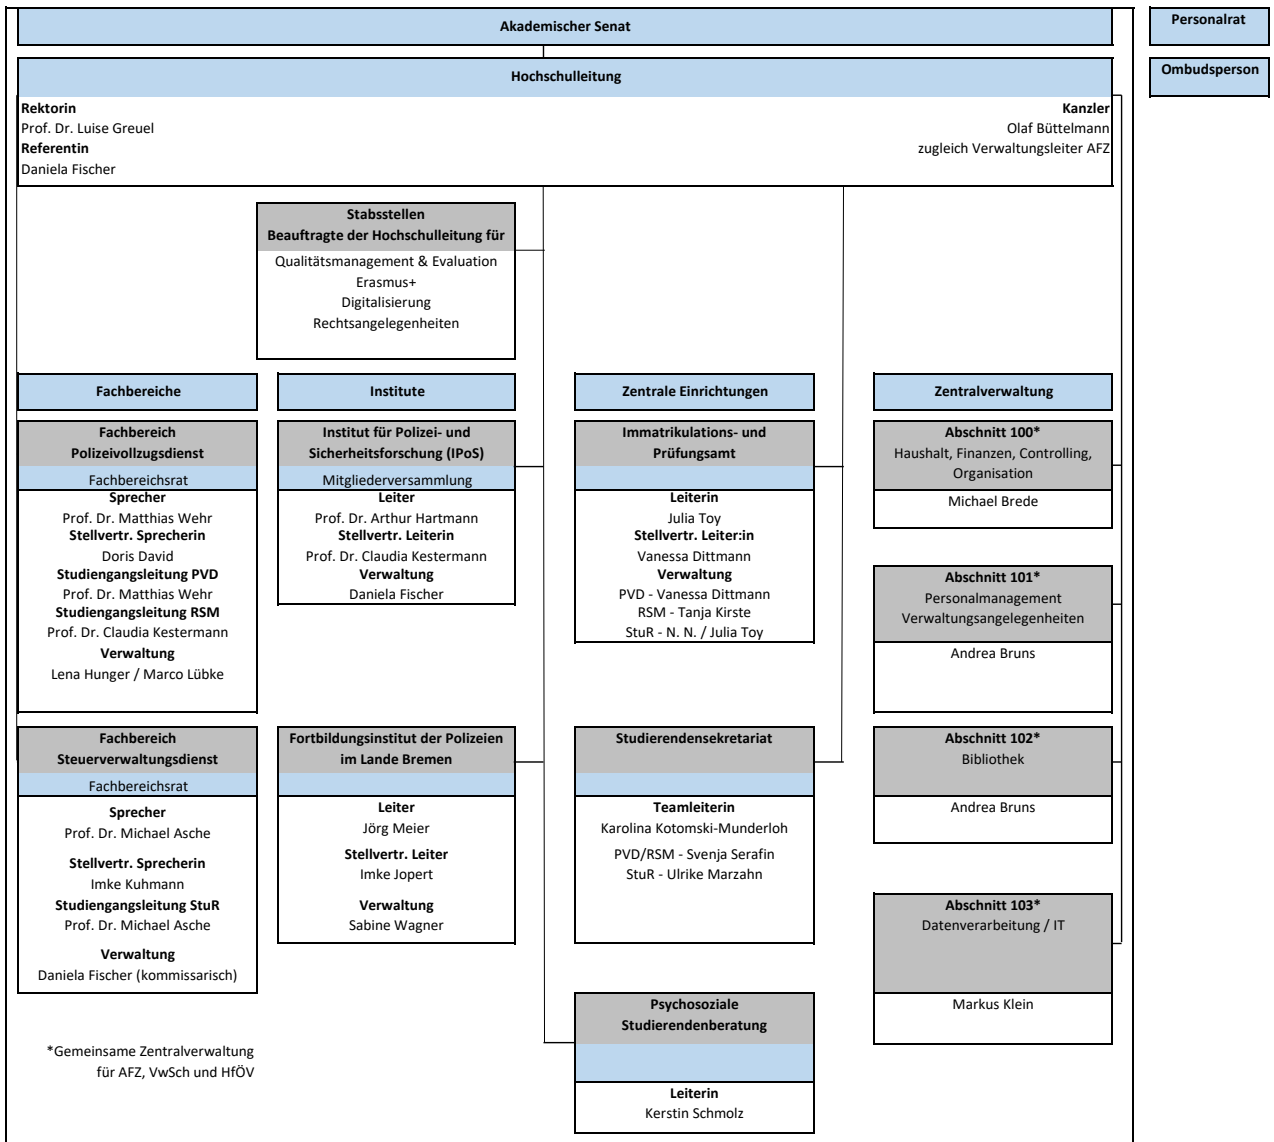 Akademischer Senat
Personalrat
Hochschulleitung
Ombudsperson
Rektorin
Prof. Dr. Luise Greuel
Referentin
Daniela Fischer
Kanzler
Olaf Büttelmann
zugleich Verwaltungsleiter AFZ
Stabsstellen
Beauftragte der Hochschulleitung für
Qualitätsmanagement & Evaluation
Erasmus+
Digitalisierung
Rechtsangelegenheiten
Fachbereiche
Fachbereich
Polizeivollzugsdienst
Fachbereichsrat
Sprecher
Prof. Dr. Matthias Wehr
Stellvertr. Sprecherin
Doris David
Studiengangsleitung PVD
Prof. Dr. Matthias Wehr
Studiengangsleitung RSM
Prof. Dr. Claudia Kestermann
Verwaltung
Lena Hunger / Marco Lübke
Fachbereich
Steuerverwaltungsdienst
Fachbereichsrat
Sprecher
Prof. Dr. Michael Asche
Stellvertr. Sprecherin
Imke Kuhmann
Studiengangsleitung StuR
Prof. Dr. Michael Asche
Verwaltung
Daniela Fischer (kommissarisch)
Institute
Institut für Polizei- und
Sicherheitsforschung (IPoS)
Mitgliederversammlung
Leiter
Prof. Dr. Arthur Hartmann
Stellvertr. Leiterin
Prof. Dr. Claudia Kestermann
Verwaltung
Daniela Fischer
Fortbildungsinstitut der Polizeien
im Lande Bremen
Leiter
Jörg Meier
Stellvertr. Leiter
Imke Jopert
Verwaltung
Sabine Wagner
Zentrale Einrichtungen
Immatrikulations- und
Prüfungsamt
Leiterin
Julia Toy
Stellvertr. Leiter:in
Vanessa Dittmann
Verwaltung
PVD - Vanessa Dittmann
RSM - Tanja Kirste
StuR - N. N. / Julia Toy
Studierendensekretariat
Teamleiterin
Karolina Kotomski-Munderloh
PVD/RSM - Svenja Serafin
StuR - Ulrike Marzahn
Psychosoziale
Studierendenberatung
Leiterin
Kerstin Schmolz
Zentralverwaltung
Abschnitt 100*
Haushalt, Finanzen, Controlling,
Organisation
Michael Brede
Abschnitt 101*
Personalmanagement
Verwaltungsangelegenheiten
Andrea Bruns
Abschnitt 102*
Bibliothek
Andrea Bruns
Abschnitt 103*
Datenverarbeitung / IT
Markus Klein
*Gemeinsame Zentralverwaltung
für AFZ, VwSch und HfÖV